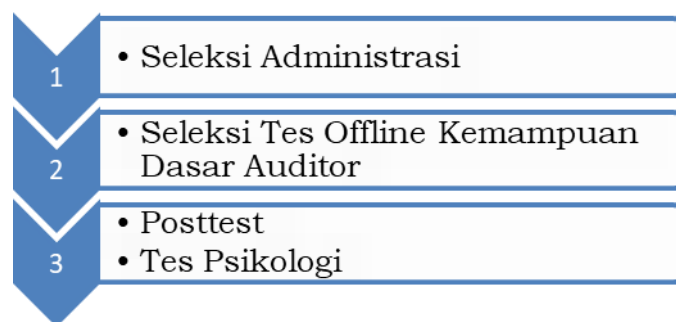 1
• Seleksi Administrasi
2
• Seleksi Tes Offline Kemampuan
Dasar Auditor
3
• Posttest
• Tes Psikologi